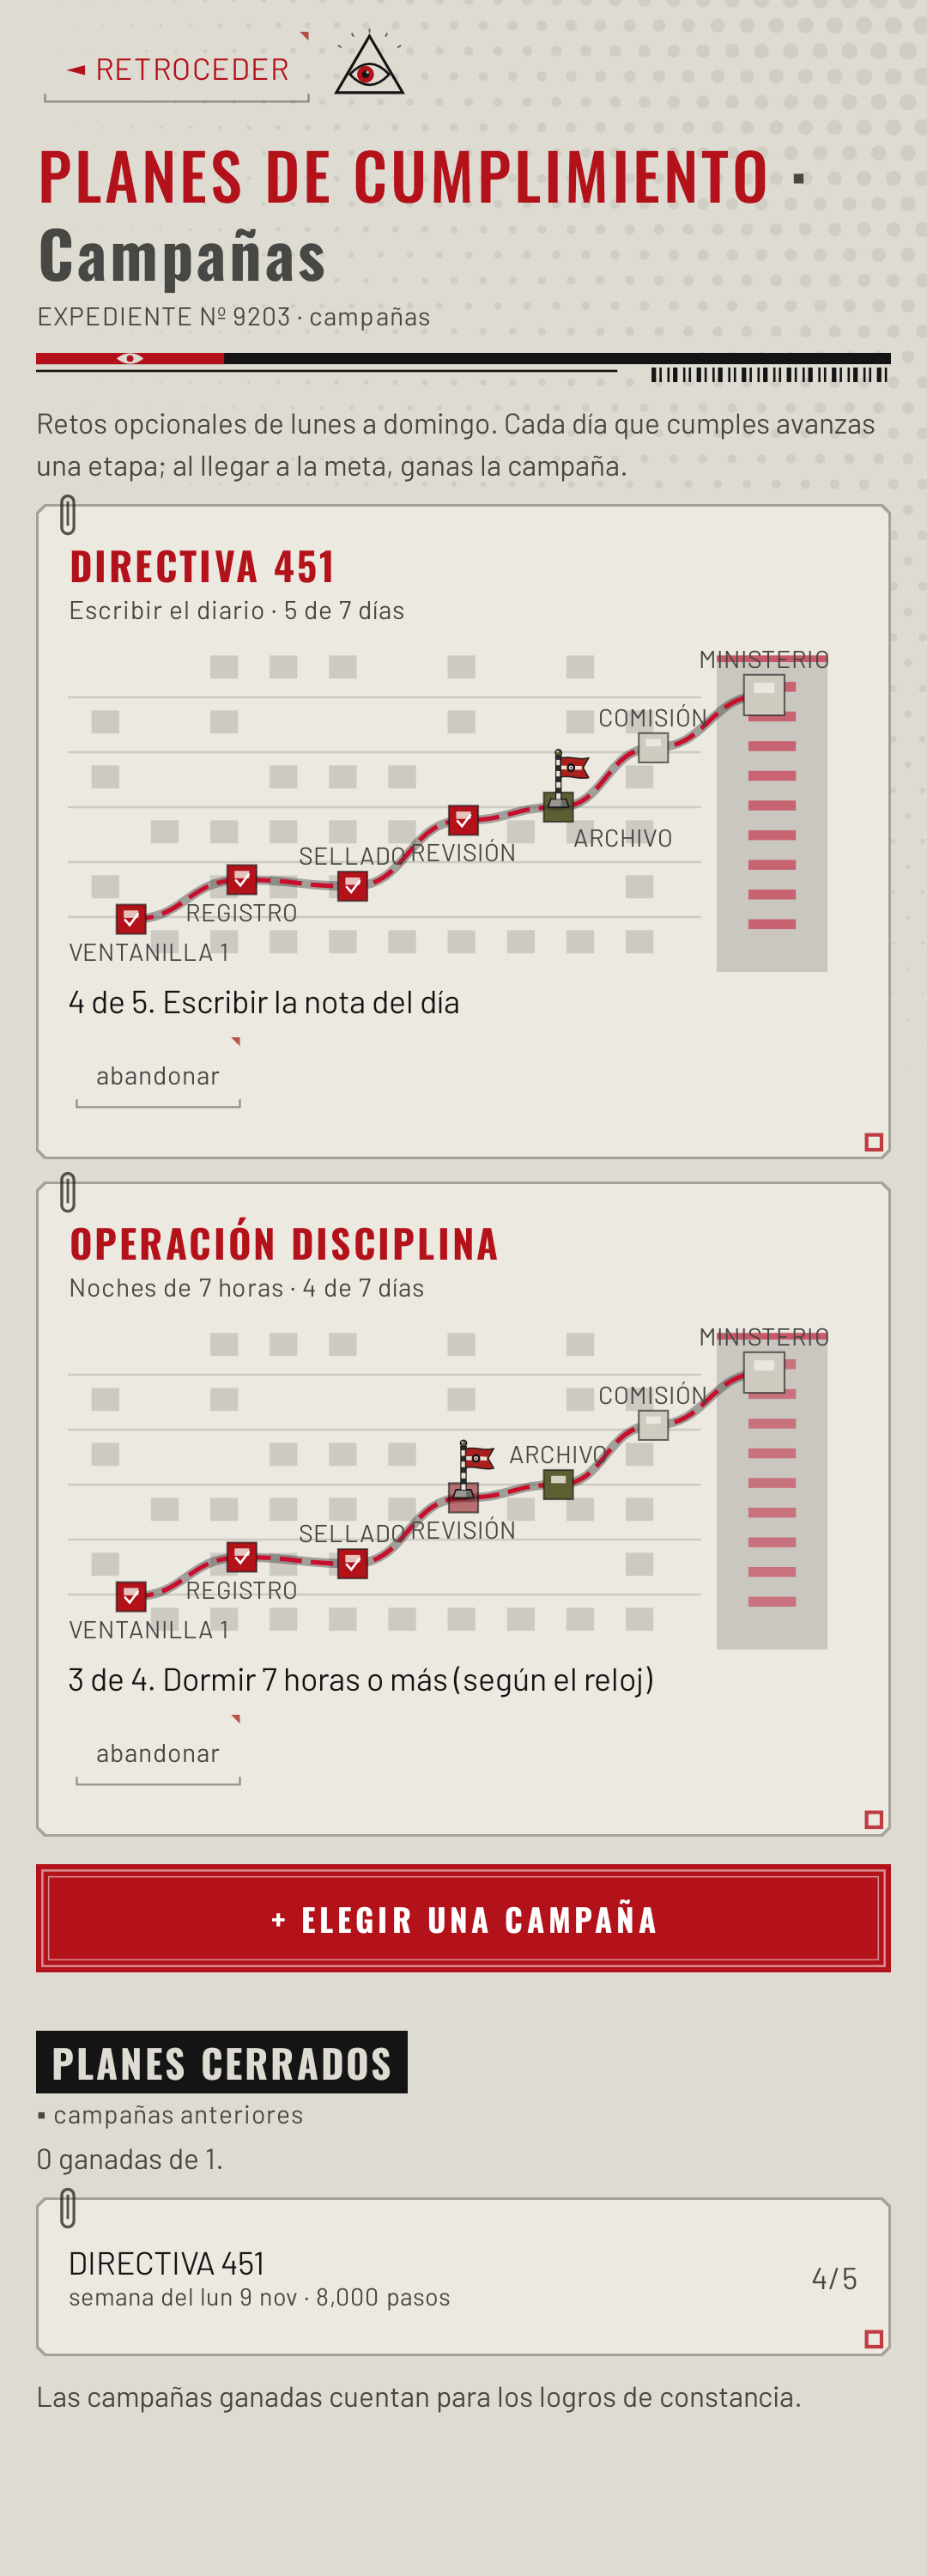 ◄ RETROCEDER
PLANES DE CUMPLIMIENTO ▪
Campañas
EXPEDIENTE Nº 9203 · campañas
Retos opcionales de lunes a domingo. Cada día que cumples avanzas
una etapa; al llegar a la meta, ganas la campaña.
DIRECTIVA 451
Escribir el diario · 5 de 7 días
MINISTERIO
COMISIÓN
ARCHIVO
SELLADO REVISIÓN
REGISTRO
VENTANILLA 1
4 de 5. Escribir la nota del día
abandonar
OPERACIÓN DISCIPLINA
Noches de 7 horas · 4 de 7 días
MINISTERIO
COMISIÓN
ARCHIVO
SELLADO REVISIÓN
REGISTRO
VENTANILLA 1
3 de 4. Dormir 7 horas o más (según el reloj)
abandonar
+ ELEGIR UNA CAMPAÑA
PLANES CERRADOS
▪ campañas anteriores
0 ganadas de 1.
DIRECTIVA 451
semana del lun 9 nov · 8,000 pasos
4/5
Las campañas ganadas cuentan para los logros de constancia.